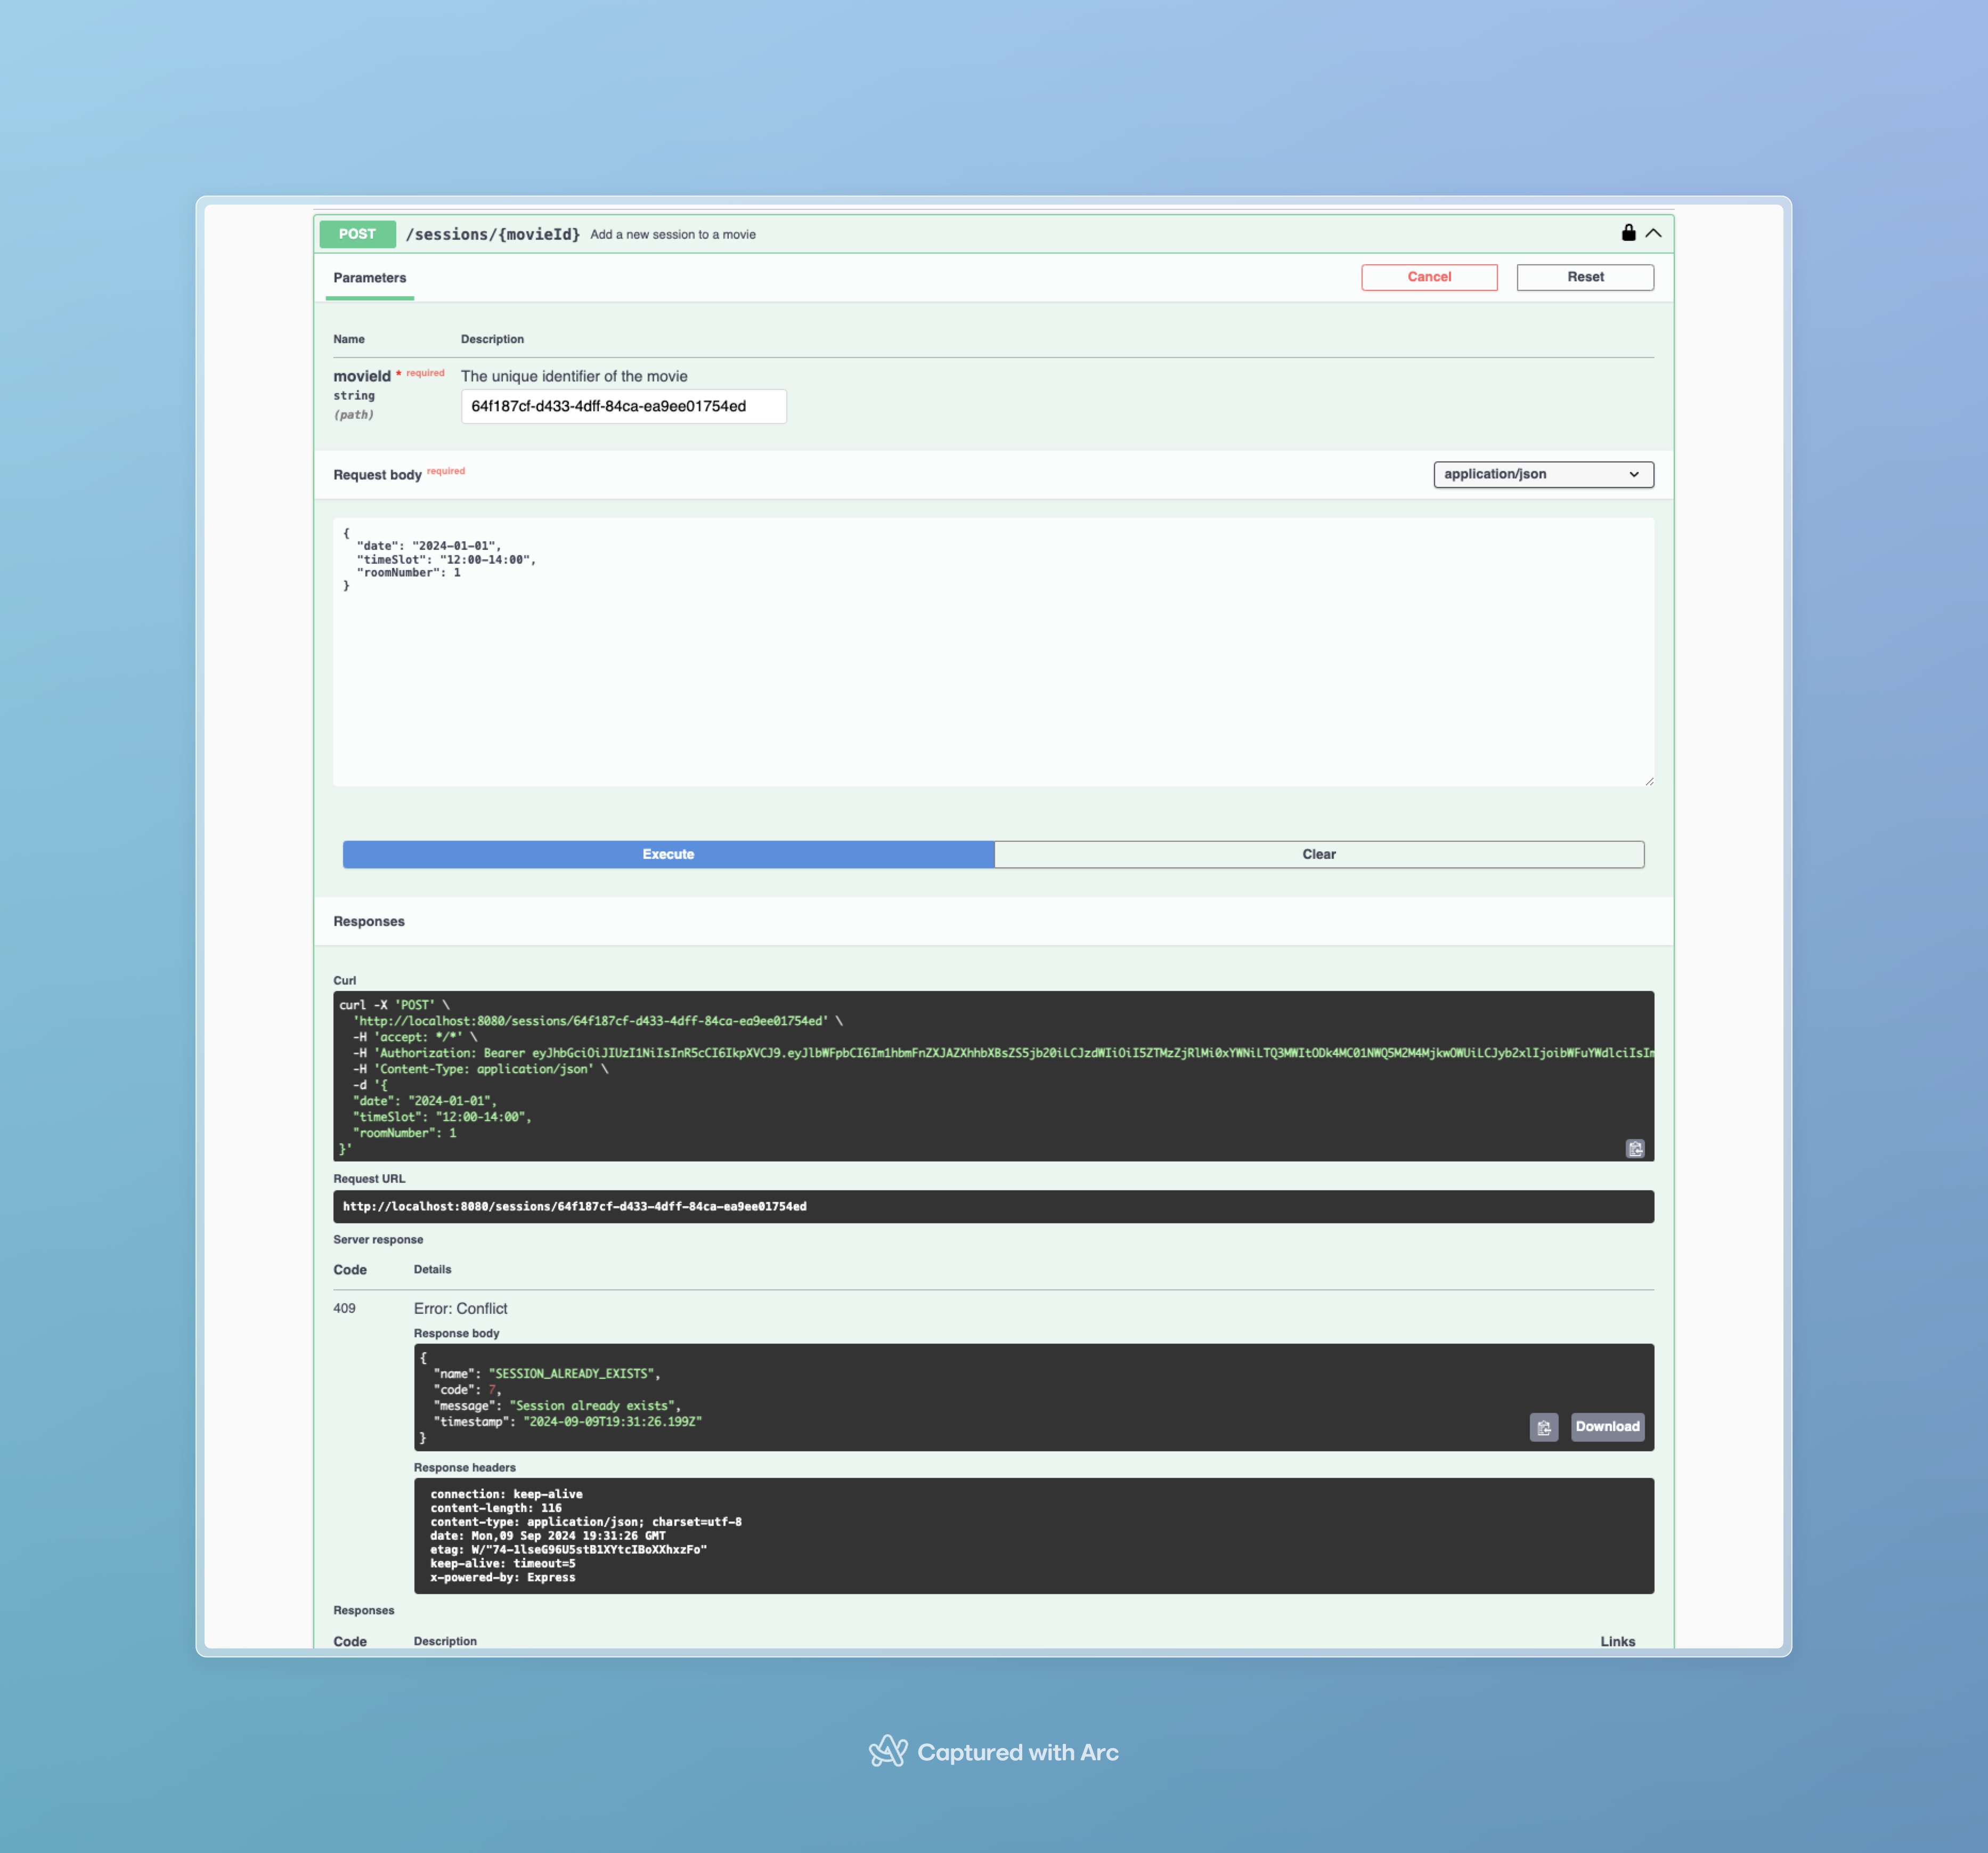 POST /sessions/{movieId} Add a new session to a movie
Parameters
Cancel
Reset
Name Description
movieId * required
string
(path)
The unique identifier of the movie
64f187cf-d433-4dff-84ca-ea9ee01754ed
Request body required
application/json
{
  "date": "2024-01-01",
  "timeSlot": "12:00-14:00",
  "roomNumber": 1
}
Execute
Clear
Responses
Curl
curl -X 'POST' \
  'http://localhost:8080/sessions/64f187cf-d433-4dff-84ca-ea9ee01754ed' \
  -H 'accept: */*' \
  -H 'Authorization: Bearer
  -H 'Content-Type: application/json' \
  -d '{
  "date": "2024-01-01",
  "timeSlot": "12:00-14:00",
  "roomNumber": 1
}'
Request URL
http://localhost:8080/sessions/64f187cf-d433-4dff-84ca-ea9ee01754ed
Server response
Code Details
409 Error: Conflict
Response body
{
  "name": "SESSION_ALREADY_EXISTS",
  "code": 7,
  "message": "Session already exists",
  "timestamp": "2024-09-09T19:31:26.199Z"
}
Download
Response headers
connection: keep-alive
content-length: 116
content-type: application/json; charset=utf-8
date: Mon,09 Sep 2024 19:31:26 GMT
etag: W/"74-1lseG96U5stB1XYtcIBoXXhxzFo"
keep-alive: timeout=5
x-powered-by: Express
Responses
Code Description Links
Captured with Arc